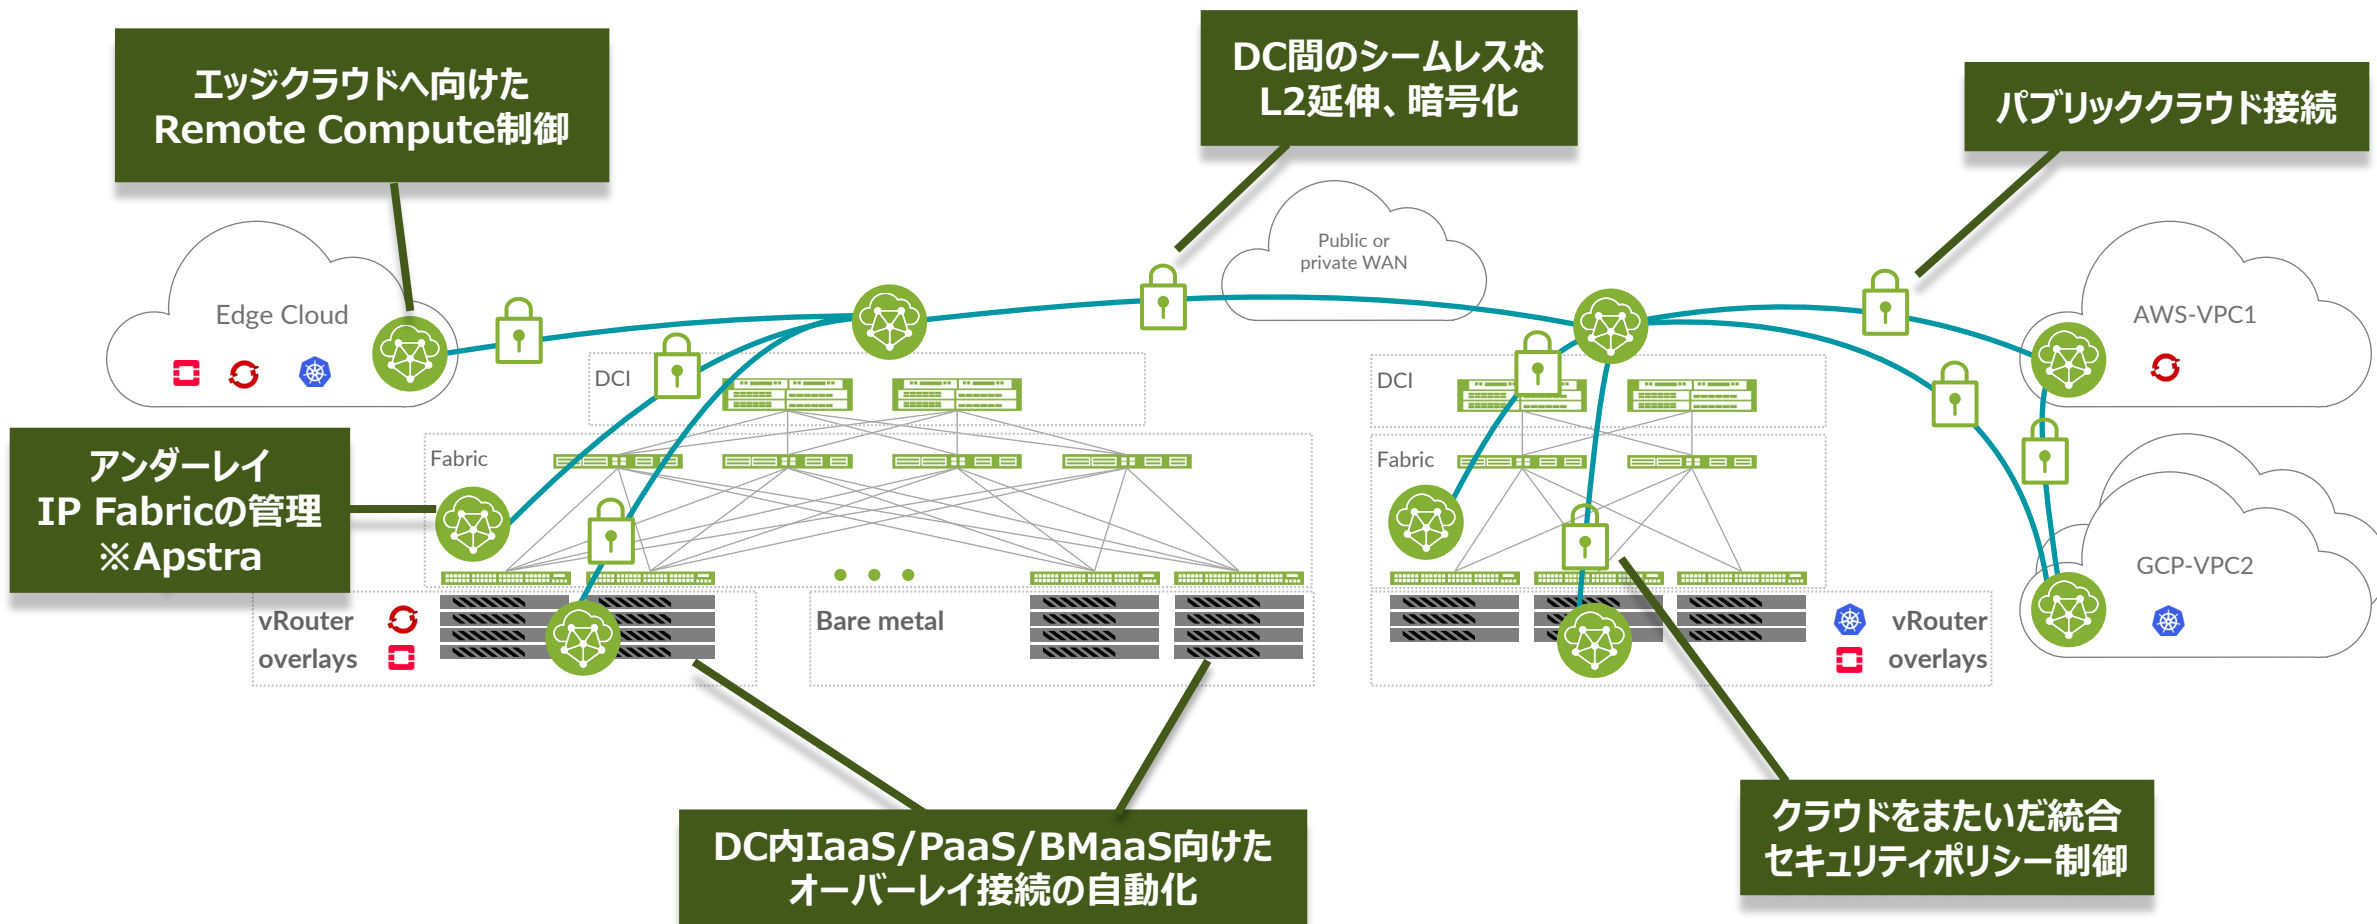 エッジクラウドへ向けた
Remote Compute制御
DC間のシームレスな
L2延伸、暗号化
パブリッククラウド接続
Public or
private WAN
Edge Cloud
AWS-VPC1
DCI
DCI
アンダーレイ
IP Fabricの管理
※Apstra
Fabric
Fabric
GCP-VPC2
vRouter
overlays
Bare metal
vRouter
overlays
DC内IaaS/PaaS/BMaaS向けた
オーバーレイ接続の自動化
クラウドをまたいだ統合
セキュリティポリシー制御